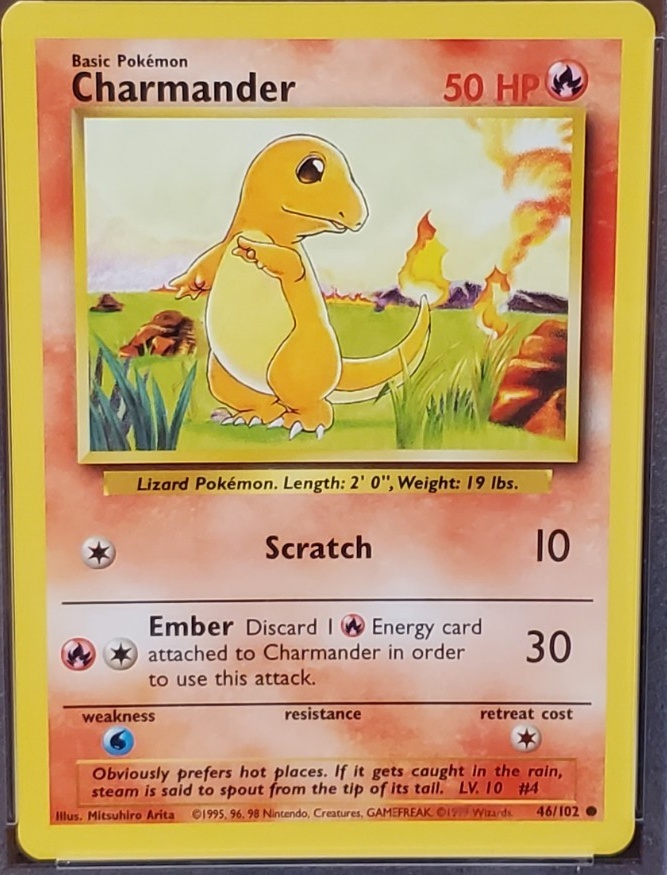 Basic Pokémon
Charmander 50 HP
Lizard Pokémon. Length: 2' 0", Weight: 19 lbs.
Scratch 10
Ember Discard 1 Energy card
attached to Charmander in order
to use this attack.
30
weakness resistance retreat cost
Obviously prefers hot places. If it gets caught in the rain,
steam is said to spout from the tip of its tail. LV. 10 #4
Illus. Mitsuhiro Arita ©1995, 96, 98 Nintendo, Creatures, GAMEFREAK. ©1999 Wizards. 46/102